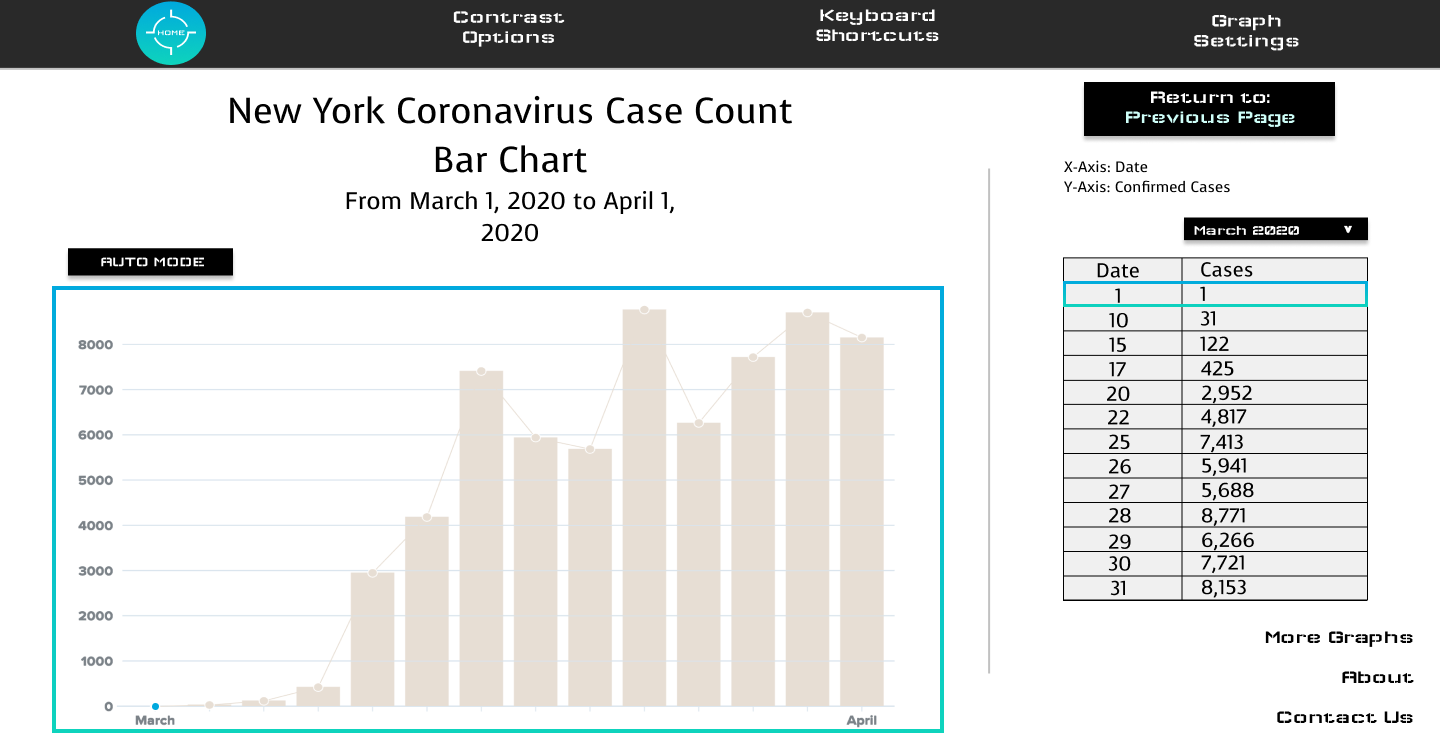 HOME
Contrast
Options
Keyboard
Shortcuts
Graph
Settings
New York Coronavirus Case Count
Bar Chart
From March 1, 2020 to April 1,
2020
AUTO MODE
8000
7000
6000
5000
4000
3000
2000
1000
0
March April
Return to:
Previous Page
X-Axis: Date
Y-Axis: Confirmed Cases
March 2020
Date Cases
1 1
10 31
15 122
17 425
20 2,952
22 4,817
25 7,413
26 5,941
27 5,688
28 8,771
29 6,266
30 7,721
31 8,153
More Graphs
About
Contact Us